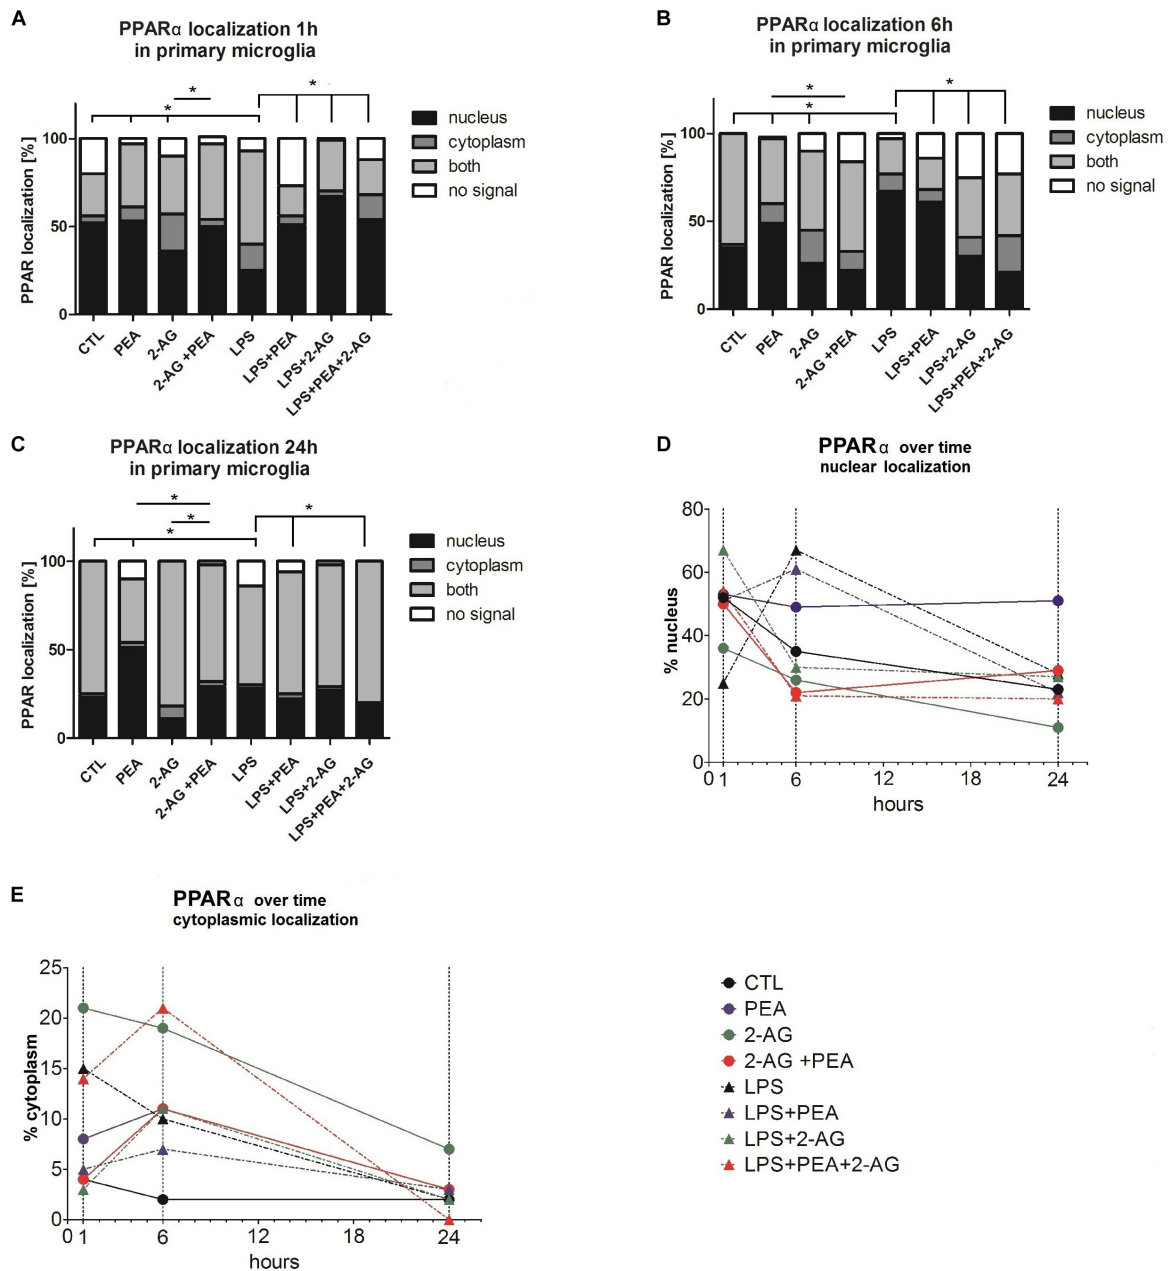 A
PPARα localization 1h
in primary microglia
*
*
*
nucleus
cytoplasm
both
no signal
PPAR localization [%]
100
50
0
CTL
PEA
2-AG
2-AG +PEA
LPS
LPS+PEA
LPS+2-AG
LPS+PEA+2-AG
B
PPARα localization 6h
in primary microglia
*
*
*
nucleus
cytoplasm
both
no signal
PPAR localization [%]
100
50
0
CTL
PEA
2-AG
2-AG +PEA
LPS
LPS+PEA
LPS+2-AG
LPS+PEA+2-AG
C
PPARα localization 24h
in primary microglia
*
*
*
*
nucleus
cytoplasm
both
no signal
PPAR localization [%]
100
50
0
CTL
PEA
2-AG
2-AG +PEA
LPS
LPS+PEA
LPS+2-AG
LPS+PEA+2-AG
D
PPARα over time
nuclear localization
% nucleus
80
60
40
20
0
0 1 6 12 18 24
hours
E
PPARα over time
cytoplasmic localization
% cytoplasm
25
20
15
10
5
0
0 1 6 12 18 24
hours
CTL
PEA
2-AG
2-AG +PEA
LPS
LPS+PEA
LPS+2-AG
LPS+PEA+2-AG